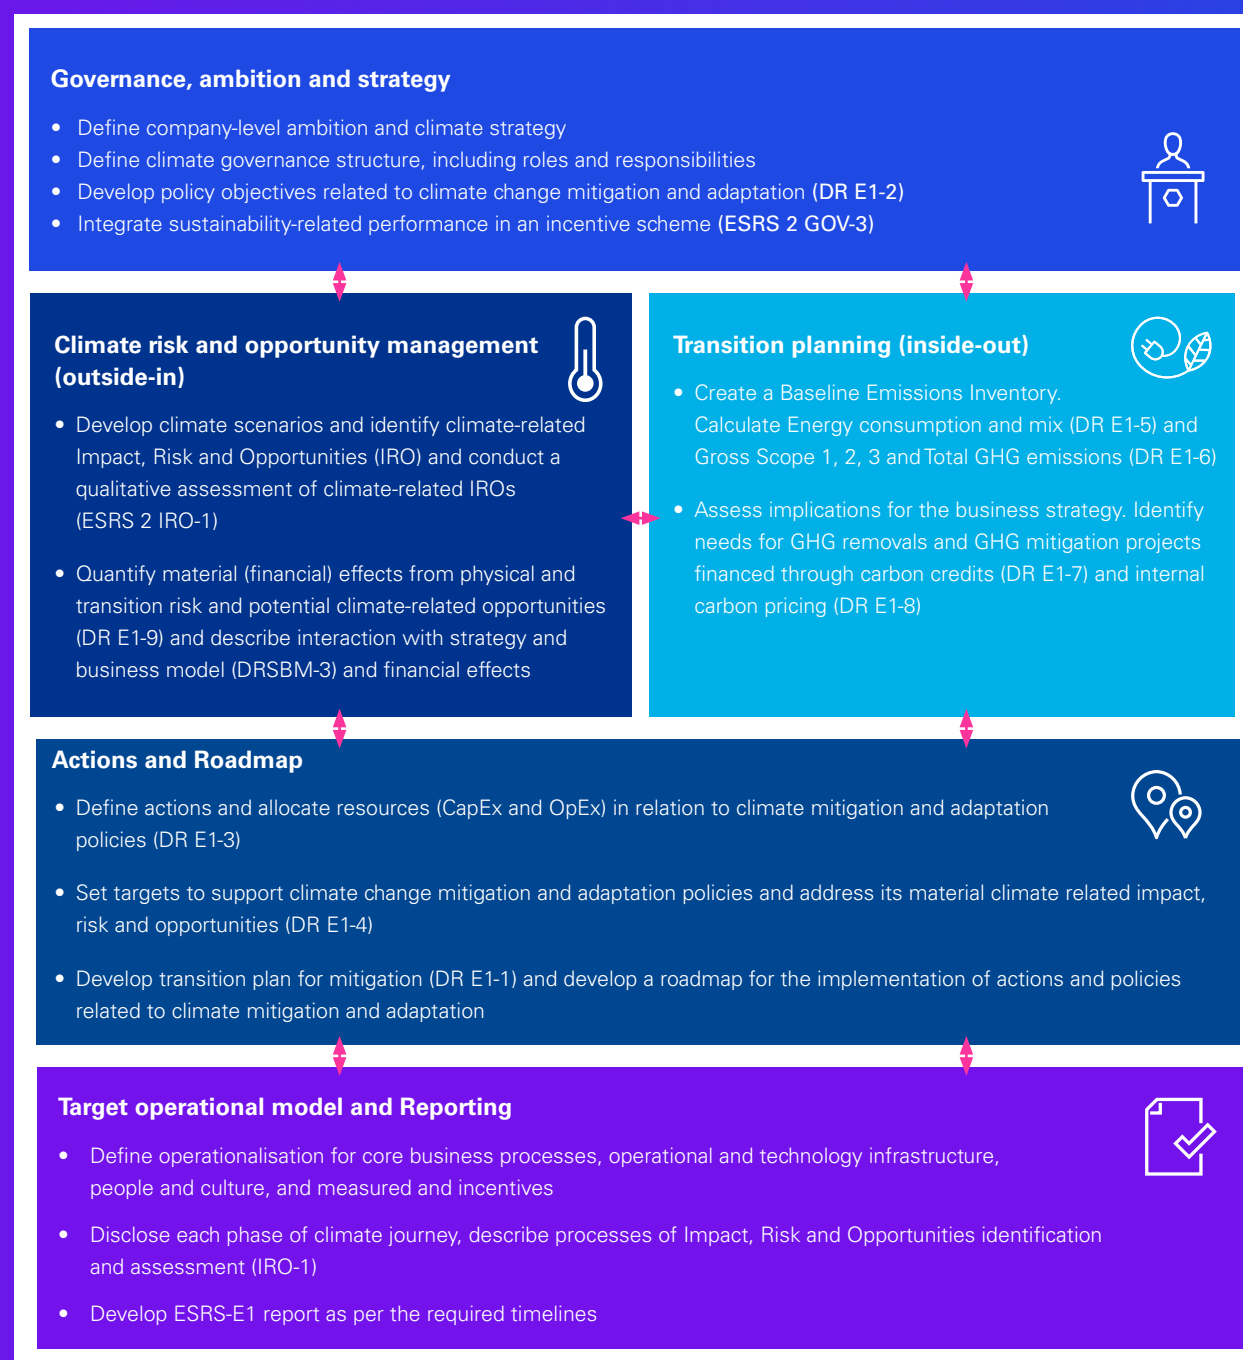 Governance, ambition and strategy
• Define company-level ambition and climate strategy
• Define climate governance structure, including roles and responsibilities
• Develop policy objectives related to climate change mitigation and adaptation (DR E1-2)
• Integrate sustainability-related performance in an incentive scheme (ESRS 2 GOV-3)
Climate risk and opportunity management
(outside-in)
• Develop climate scenarios and identify climate-related
Impact, Risk and Opportunities (IRO) and conduct a
qualitative assessment of climate-related IROs
(ESRS 2 IRO-1)
• Quantify material (financial) effects from physical and
transition risk and potential climate-related opportunities
(DR E1-9) and describe interaction with strategy and
business model (DRSBM-3) and financial effects
Transition planning (inside-out)
• Create a Baseline Emissions Inventory.
Calculate Energy consumption and mix (DR E1-5) and
Gross Scope 1, 2, 3 and Total GHG emissions (DR E1-6)
• Assess implications for the business strategy. Identify
needs for GHG removals and GHG mitigation projects
financed through carbon credits (DR E1-7) and internal
carbon pricing (DR E1-8)
Actions and Roadmap
• Define actions and allocate resources (CapEx and OpEx) in relation to climate mitigation and adaptation
policies (DR E1-3)
• Set targets to support climate change mitigation and adaptation policies and address its material climate related impact,
risk and opportunities (DR E1-4)
• Develop transition plan for mitigation (DR E1-1) and develop a roadmap for the implementation of actions and policies
related to climate mitigation and adaptation
Target operational model and Reporting
• Define operationalisation for core business processes, operational and technology infrastructure,
people and culture, and measured and incentives
• Disclose each phase of climate journey, describe processes of Impact, Risk and Opportunities identification
and assessment (IRO-1)
• Develop ESRS-E1 report as per the required timelines